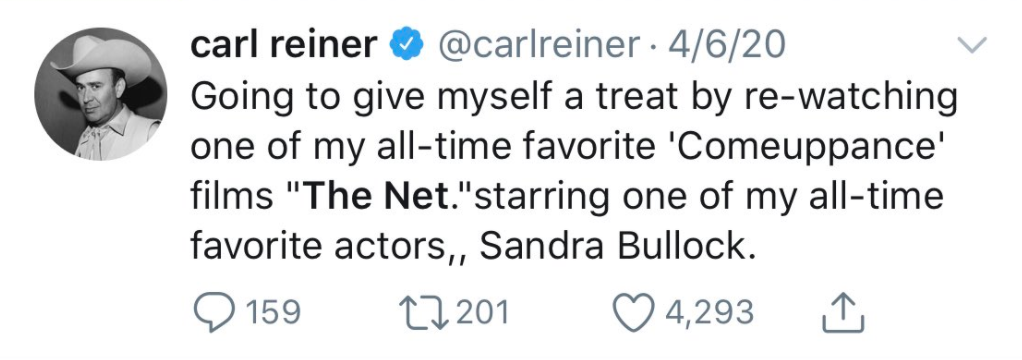 carl reiner @carlreiner · 4/6/20
Going to give myself a treat by re-watching
one of my all-time favorite 'Comeuppance'
films "The Net."starring one of my all-time
favorite actors,, Sandra Bullock.
159 201 4,293